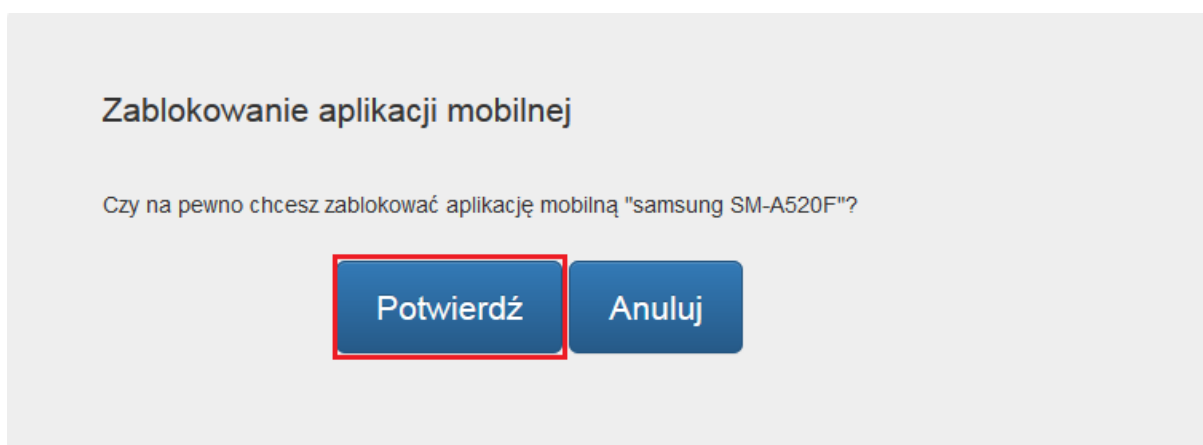 Zablokowanie aplikacji mobilnej
Czy na pewno chcesz zablokować aplikację mobilną "samsung SM-A520F"?
Potwierdź Anuluj